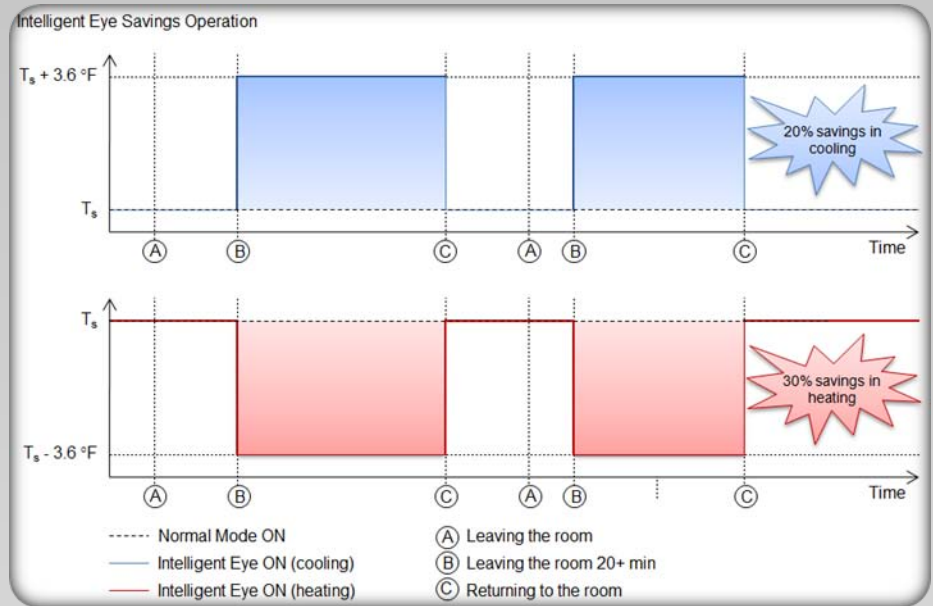 Intelligent Eye Savings Operation
Ts + 3.6 °F
20% savings in
cooling
Ts
A B C A B C
Time
Ts
30% savings in
heating
Ts - 3.6 °F
A B C A B C
Time
Normal Mode ON
Intelligent Eye ON (cooling)
Intelligent Eye ON (heating)
A Leaving the room
B Leaving the room 20+ min
C Returning to the room